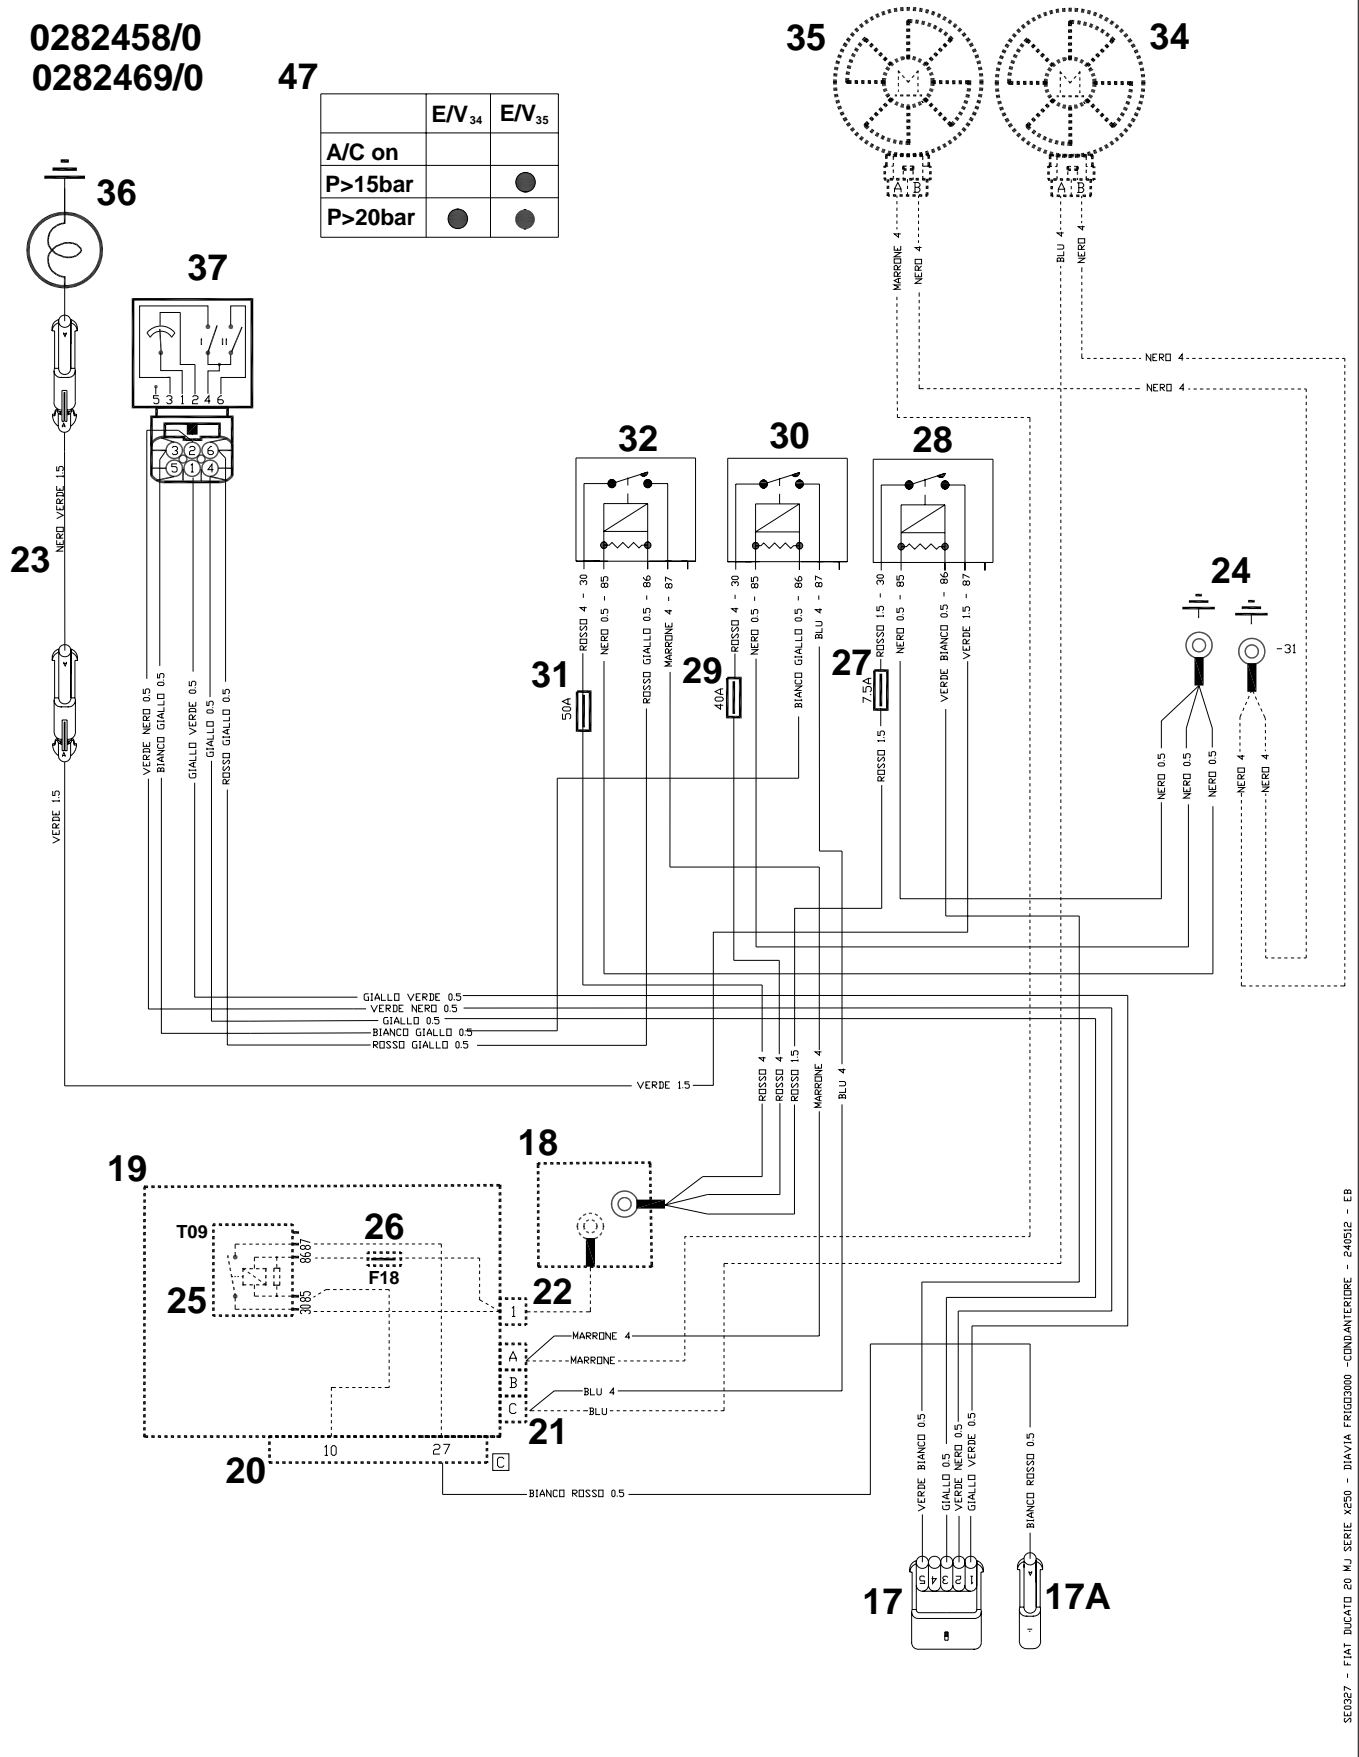 0282458/0
0282469/0
47
E/V34 E/V35
A/C on
P>15bar
P>20bar
35
34
A B
A B
MARRONE 4
NERO 4
BLU 4
NERO 4
NERO 4
NERO 4
36
37
I II
5 3 1 2 4 6
3 2 6
5 1 4
A
A
NERO VERDE 1.5
23
A
A
VERDE 1.5
VERDE NERO 0.5
BIANCO GIALLO 0.5
GIALLO VERDE 0.5
GIALLO 0.5
ROSSO GIALLO 0.5
32
30
28
ROSSO 4 - 30
NERO 0.5 - 85
ROSSO GIALLO 0.5 - 86
MARRONE 4 - 87
ROSSO 4 - 30
NERO 0.5 - 85
BIANCO GIALLO 0.5 - 86
BLU 4 - 87
ROSSO 1.5 - 30
NERO 0.5 - 85
VERDE BIANCO 0.5 - 86
VERDE 1.5 - 87
31
50A
29
40A
27
7.5A
ROSSO 1.5
24
-31
NERO 0.5
NERO 0.5
NERO 0.5
NERO 4
NERO 4
GIALLO VERDE 0.5
VERDE NERO 0.5
GIALLO 0.5
BIANCO GIALLO 0.5
ROSSO GIALLO 0.5
VERDE 1.5
ROSSO 4
ROSSO 4
ROSSO 1.5
MARRONE 4
BLU 4
18
19
T09
26
F18
8687
3085
25
22
1
A
B
C
MARRONE 4
MARRONE
BLU 4
BLU
21
10
27
20
C
BIANCO ROSSO 0.5
VERDE BIANCO 0.5
GIALLO 0.5
VERDE NERO 0.5
GIALLO VERDE 0.5
BIANCO ROSSO 0.5
5 4 3 2 1
A
17
17A
SE0327 - FIAT DUCATO 20 MJ SERIE X250 - DIAVIA FRIGO3000 -COND.ANTERIORE - 240512 - EB